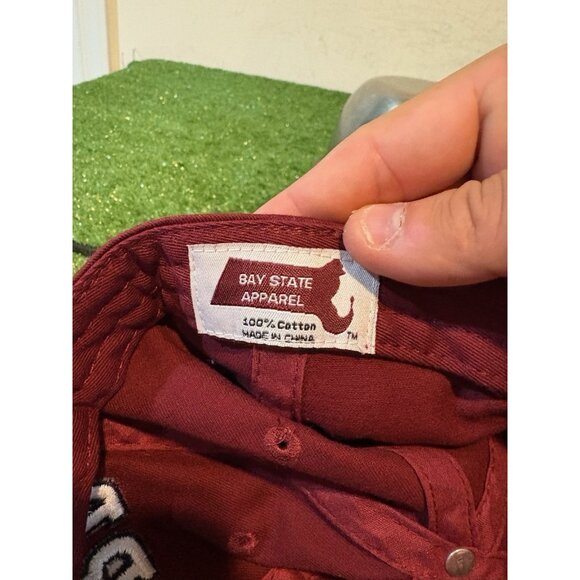 BAY STATE
APPAREL
100% Cotton
MADE IN CHINA
TM